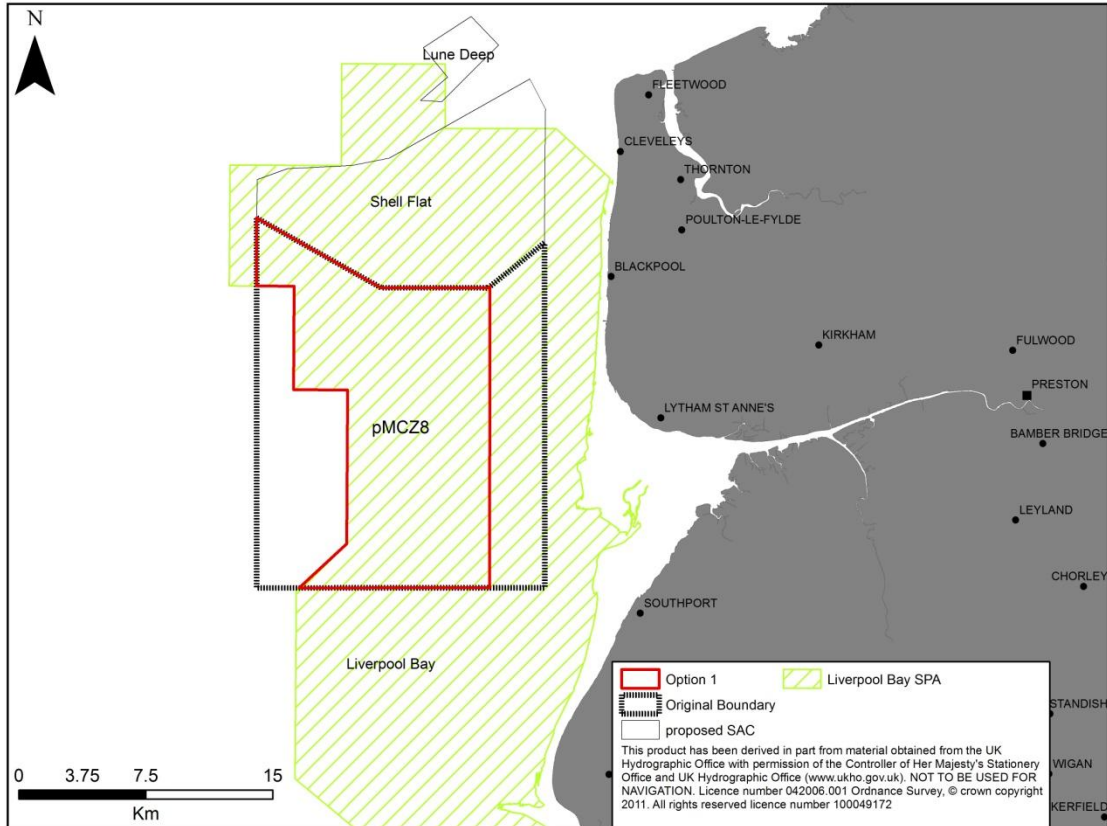 N
Lune Deep
FLEETWOOD
CLEVELEYS
THORNTON
Shell Flat
POULTON-LE-FYLDE
BLACKPOOL
KIRKHAM
FULWOOD
PRESTON
LYTHAM ST ANNE'S
pMCZ8
BAMBER BRIDGE
LEYLAND
CHORLEY
SOUTHPORT
Liverpool Bay
Option 1
Liverpool Bay SPA
Original Boundary
STANDISH
proposed SAC
This product has been derived in part from material obtained from the UK
Hydrographic Office with permission of the Controller of Her Majesty's Stationery
Office and UK Hydrographic Office (www.ukho.gov.uk). NOT TO BE USED FOR
NAVIGATION. Licence number 042006.001 Ordnance Survey, © crown copyright
2011. All rights reserved licence number 100049172
WIGAN
KERFIELD
0 3.75 7.5 15
Km